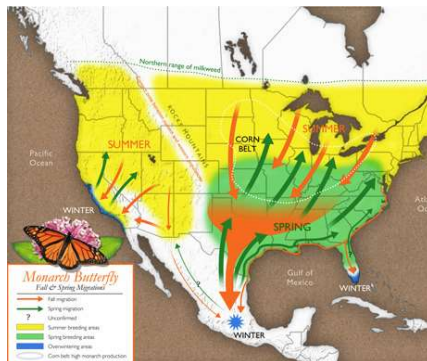 Northern range of milkweed
ROCKY MOUNTAINS
Pacific
Ocean
SUMMER
CORN
BELT
SUMMER
WINTER
SPRING
Gulf of
Mexico
WINTER
?
WINTER
Monarch Butterfly
Fall & Spring Migrations
Fall migration
Spring migration
? Unconfirmed
Summer breeding areas
Spring breeding areas
Overwintering areas
Corn belt high monarch production